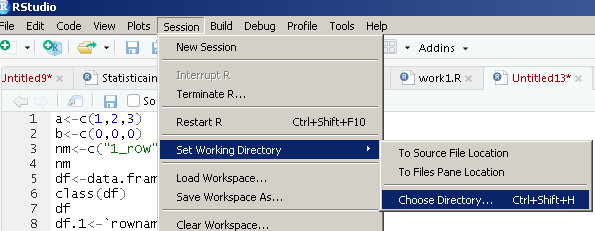 RStudio
File Edit Code View Plots Session Build Debug Profile Tools Help
New Session
Interrupt R
Terminate R...
Restart R Ctrl+Shift+F10
Set Working Directory
Load Workspace...
Save Workspace As...
Clear Workspace...
To Source File Location
To Files Pane Location
Choose Directory... Ctrl+Shift+H
Addins
Untitled9* Statisticain work1.R Untitled13*
So
1 a<-c(1,2,3)
2 b<-c(0,0,0)
3 nm<-c("1_row"
4 nm
5 df<-data.fram
6 class(df)
7 df
8 df.1<-`rownam